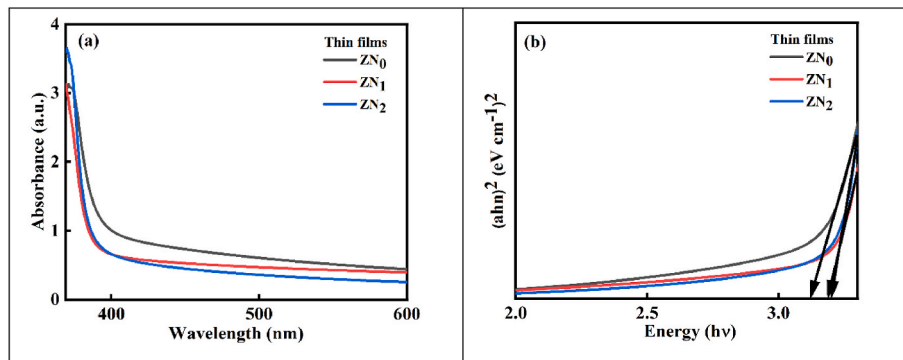 (a)
Thin films
ZN0
ZN1
ZN2
4
3
2
1
0
Absorbance (a.u.)
400
500
600
Wavelength (nm)
(b)
Thin films
ZN0
ZN1
ZN2
(ahn)2 (eV cm-1)2
2.0
2.5
3.0
Energy (hν)